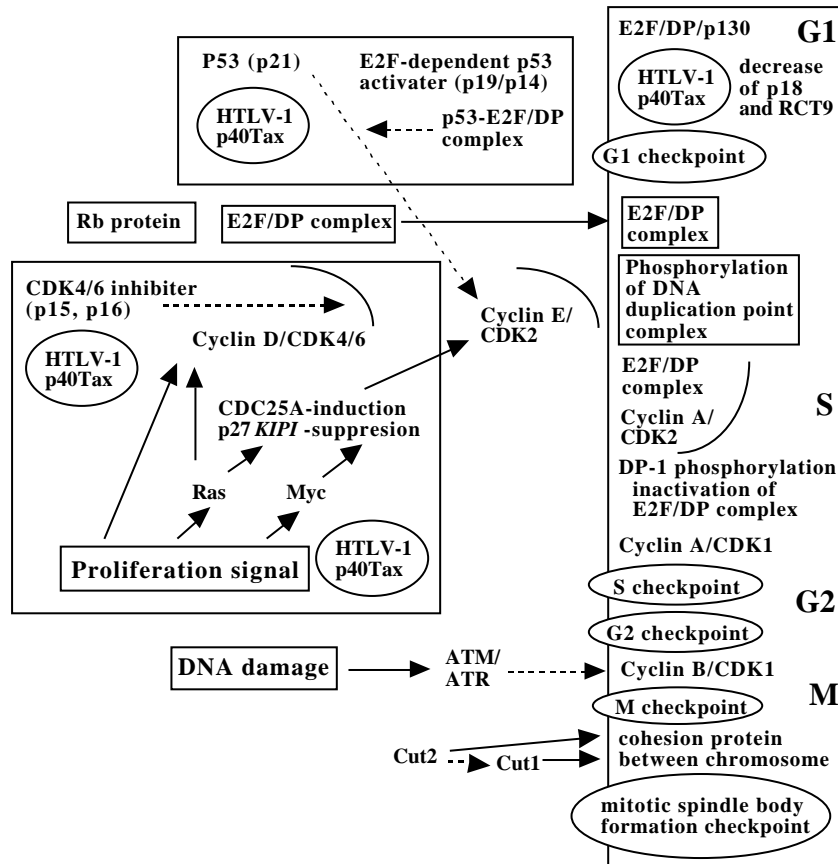 P53 (p21)
E2F-dependent p53
activater (p19/p14)
HTLV-1
p40Tax
p53-E2F/DP
complex
Rb protein
E2F/DP complex
CDK4/6 inhibiter
(p15, p16)
Cyclin D/CDK4/6
HTLV-1
p40Tax
CDC25A-induction
p27 KIPI -suppresion
Ras
Myc
Proliferation signal
HTLV-1
p40Tax
Cyclin E/
CDK2
DNA damage
ATM/
ATR
Cut2
Cut1
E2F/DP/p130
G1
HTLV-1
p40Tax
decrease
of p18
and RCT9
G1 checkpoint
E2F/DP
complex
Phosphorylation
of DNA
duplication point
complex
E2F/DP
complex
S
Cyclin A/
CDK2
DP-1 phosphorylation
inactivation of
E2F/DP complex
Cyclin A/CDK1
S checkpoint
G2
G2 checkpoint
Cyclin B/CDK1
M
M checkpoint
cohesion protein
between chromosome
mitotic spindle body
formation checkpoint